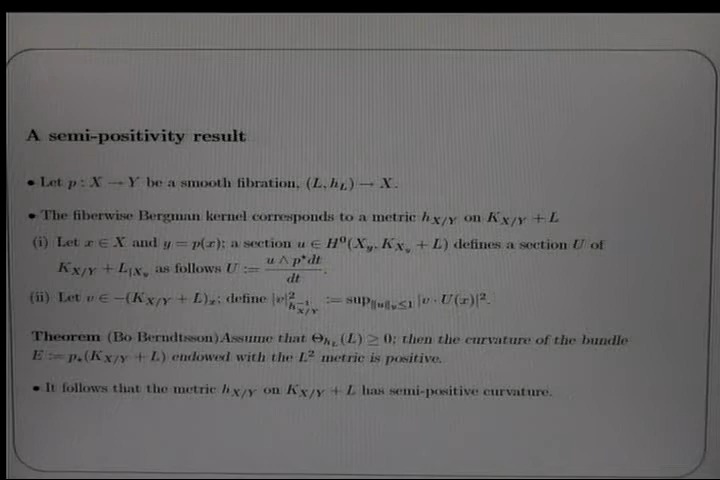 A semi-positivity result
• Let p : X → Y be a smooth fibration, (L, h_L) → X.
• The fiberwise Bergman kernel corresponds to a metric h_{X/Y} on K_{X/Y} + L
(i) Let x ∈ X and y = p(x); a section u ∈ H^0(X_y, K_{X_y} + L) defines a section U of
K_{X/Y} + L_{|X_y} as follows U := \frac{u ∧ p^*dt}{dt}.
(ii) Let v ∈ −(K_{X/Y} + L)_x; define |v|^2_{h^{-1}_{X/Y}} := sup_{‖u‖_y ≤ 1} |v · U(x)|^2.
Theorem (Bo Berndtsson)Assume that Θ_{h_L}(L) ≥ 0; then the curvature of the bundle
E := p_*(K_{X/Y} + L) endowed with the L^2 metric is positive.
• It follows that the metric h_{X/Y} on K_{X/Y} + L has semi-positive curvature.